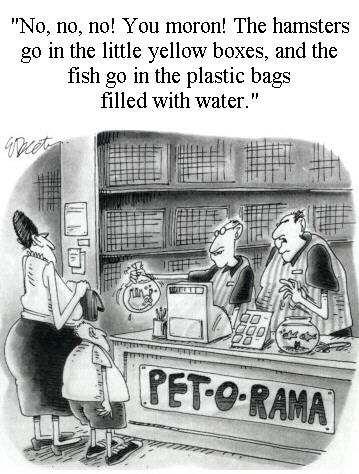 "No, no, no! You moron! The hamsters
go in the little yellow boxes, and the
fish go in the plastic bags
filled with water."
PET-O-RAMA